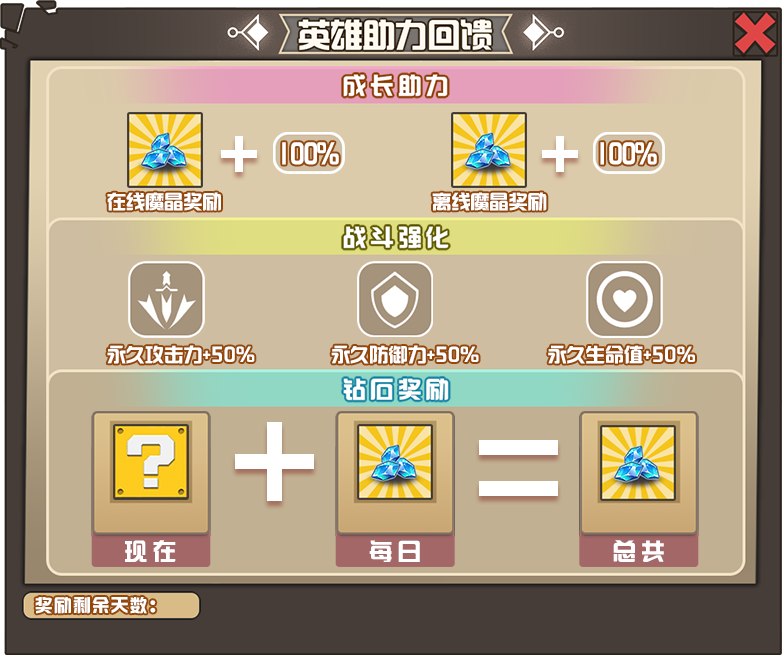 英雄助力回馈
成长助力
100% 100%
在线魔晶奖励 离线魔晶奖励
战斗强化
永久攻击力+50% 永久防御力+50% 永久生命值+50%
钻石奖励
?
现在 每日 总共
奖励剩余天数：